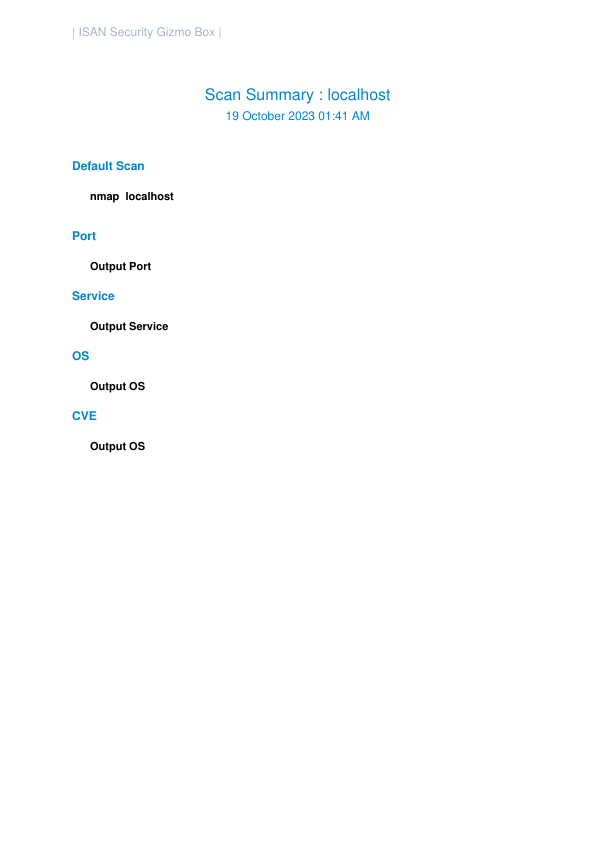 | ISAN Security Gizmo Box |
Scan Summary : localhost
19 October 2023 01:41 AM
Default Scan
nmap  localhost
Port
Output Port
Service
Output Service
OS
Output OS
CVE
Output OS